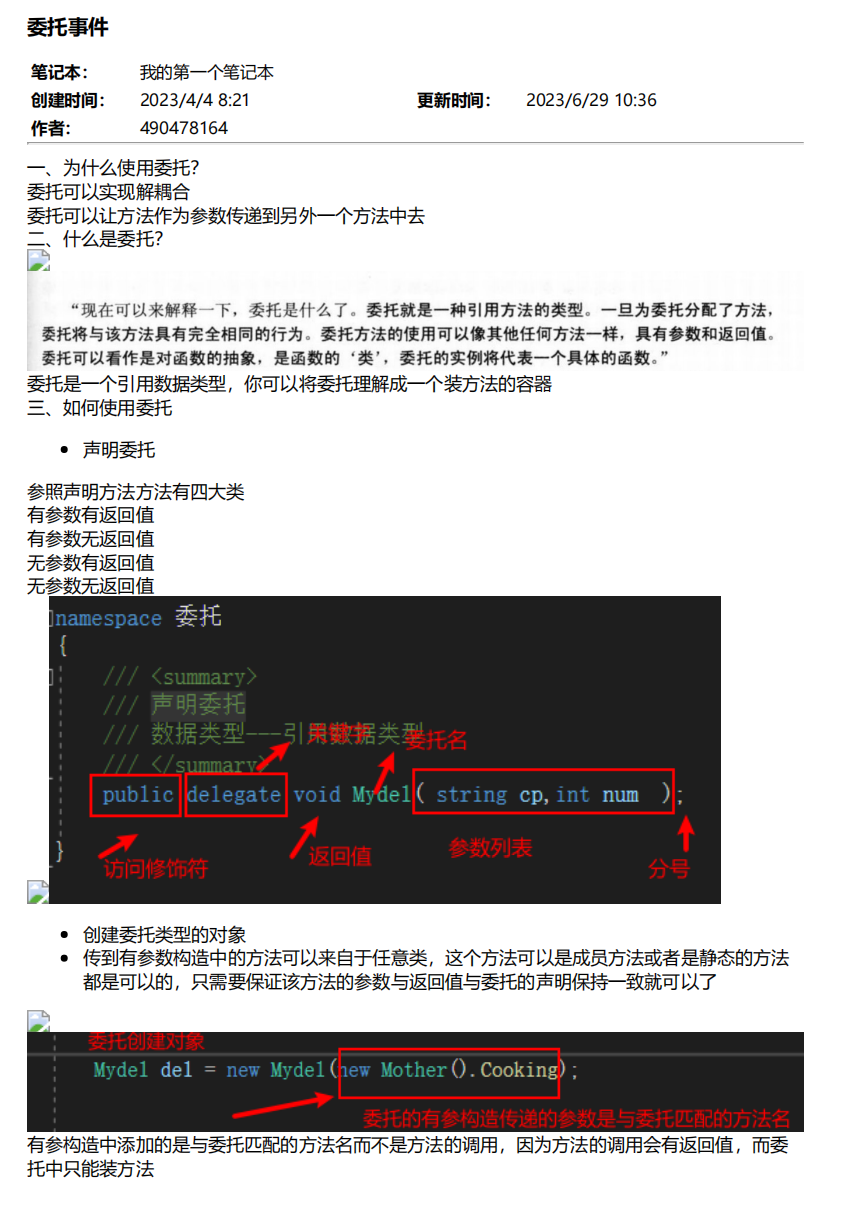 委托事件
笔记本： 我的第一个笔记本
创建时间： 2023/4/4 8:21 更新时间： 2023/6/29 10:36
作者： 490478164
一、为什么使用委托？
委托可以实现解耦合
委托可以让方法作为参数传递到另外一个方法中去
二、什么是委托？
“现在可以来解释一下，委托是什么了。委托就是一种引用方法的类型。一旦为委托分配了方法，
委托将与该方法具有完全相同的行为。委托方法的使用可以像其他任何方法一样，具有参数和返回值。
委托可以看作是对函数的抽象，是函数的‘类’，委托的实例将代表一个具体的函数。”
委托是一个引用数据类型，你可以将委托理解成一个装方法的容器
三、如何使用委托
• 声明委托
参照声明方法方法有四大类
有参数有返回值
有参数无返回值
无参数有返回值
无参数无返回值
namespace 委托
{
/// <summary>
/// 声明委托
/// 数据类型---引用数据类型
委托名
/// </summary>
public delegate void Mydel( string cp,int num );
}
访问修饰符
返回值
参数列表
分号
• 创建委托类型的对象
• 传到有参数构造中的方法可以来自于任意类，这个方法可以是成员方法或者是静态的方法
都是可以的，只需要保证该方法的参数与返回值与委托的声明保持一致就可以了
委托创建对象
Mydel del = new Mydel(new Mother().Cooking);
委托的有参构造传递的参数是与委托匹配的方法名
有参构造中添加的是与委托匹配的方法名而不是方法的调用，因为方法的调用会有返回值，而委
托中只能装方法